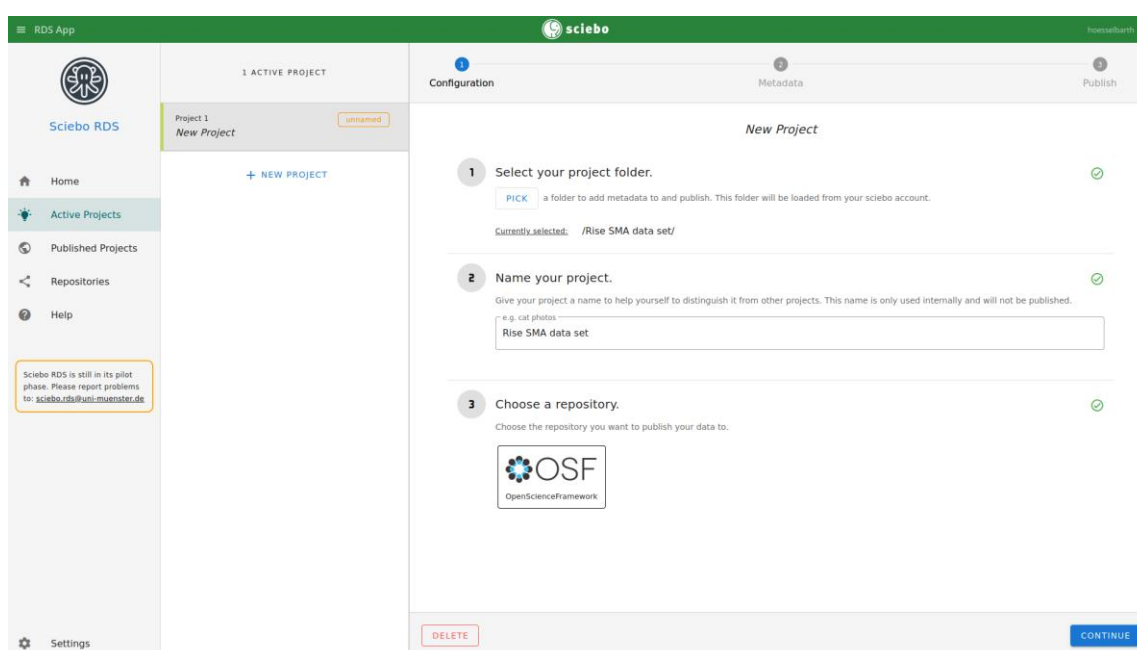 RDS App
sciebo
hoesselbarth
Sciebo RDS
Home
Active Projects
Published Projects
Repositories
Help
Sciebo RDS is still in its pilot
phase. Please report problems
to: sciebo.rds@uni-muenster.de
Settings
1 ACTIVE PROJECT
Project 1
New Project
unnamed
+ NEW PROJECT
1
Configuration
2
Metadata
3
Publish
New Project
1 Select your project folder.
PICK a folder to add metadata to and publish. This folder will be loaded from your sciebo account.
Currently selected: /Rise SMA data set/
2 Name your project.
Give your project a name to help yourself to distinguish it from other projects. This name is only used internally and will not be published.
e.g. cat photos
Rise SMA data set
3 Choose a repository.
Choose the repository you want to publish your data to.
OSF
OpenScienceFramework
DELETE
CONTINUE